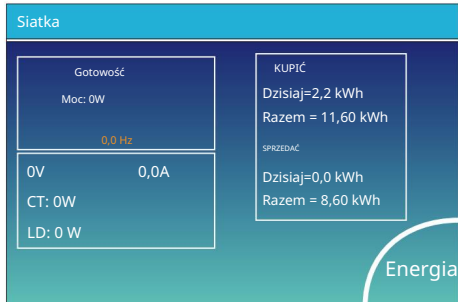 Siatka
Gotowość
Moc: 0W
0,0 Hz
0V 0,0A
CT: 0W
LD: 0 W
KUPIĆ
Dzisiaj=2,2 kWh
Razem = 11,60 kWh
SPRZEDAĆ
Dzisiaj=0,0 kWh
Razem = 8,60 kWh
Energia